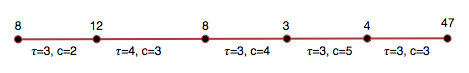 8 12 8 3 4 47
τ=3, c=2 τ=4, c=3 τ=3, c=4 τ=3, c=5 τ=3, c=3